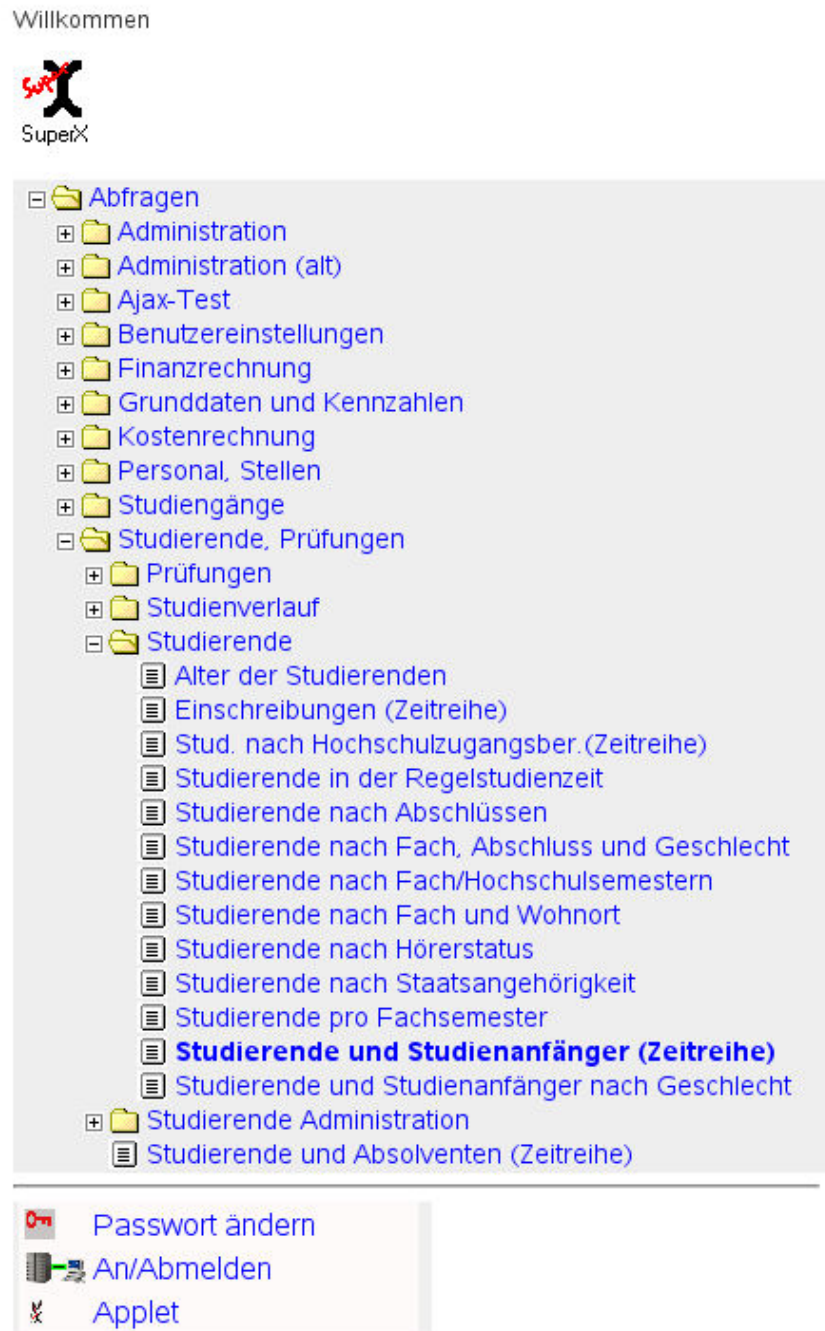 Willkommen
SuperX
SuperX
Abfragen
Administration
Administration (alt)
Ajax-Test
Benutzereinstellungen
Finanzrechnung
Grunddaten und Kennzahlen
Kostenrechnung
Personal, Stellen
Studiengänge
Studierende, Prüfungen
Prüfungen
Studienverlauf
Studierende
Alter der Studierenden
Einschreibungen (Zeitreihe)
Stud. nach Hochschulzugangsber.(Zeitreihe)
Studierende in der Regelstudienzeit
Studierende nach Abschlüssen
Studierende nach Fach, Abschluss und Geschlecht
Studierende nach Fach/Hochschulsemestern
Studierende nach Fach und Wohnort
Studierende nach Hörerstatus
Studierende nach Staatsangehörigkeit
Studierende pro Fachsemester
Studierende und Studienanfänger (Zeitreihe)
Studierende und Studienanfänger nach Geschlecht
Studierende Administration
Studierende und Absolventen (Zeitreihe)
Passwort ändern
An/Abmelden
Applet